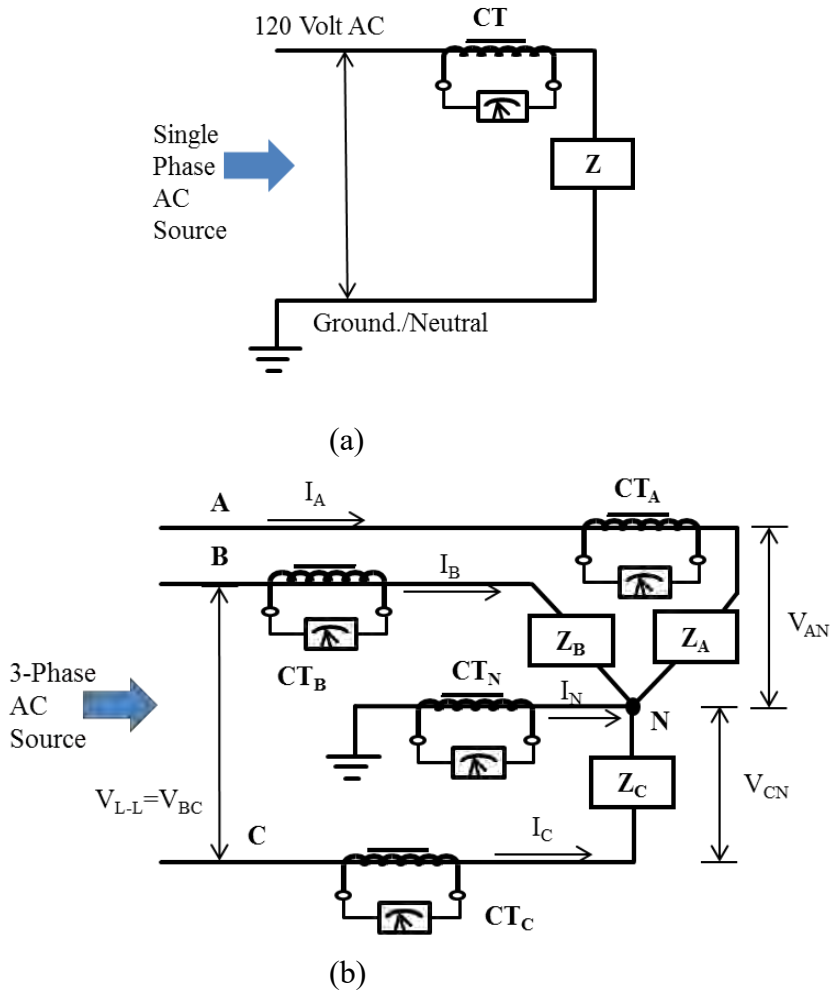 120 Volt AC
CT
Single
Phase
AC
Source
Z
Ground./Neutral
(a)
A
I_A
CT_A
B
I_B
V_AN
Z_B
Z_A
3-Phase
AC
Source
CT_B
CT_N
I_N
N
V_L-L=V_BC
Z_C
V_CN
C
I_C
CT_C
(b)